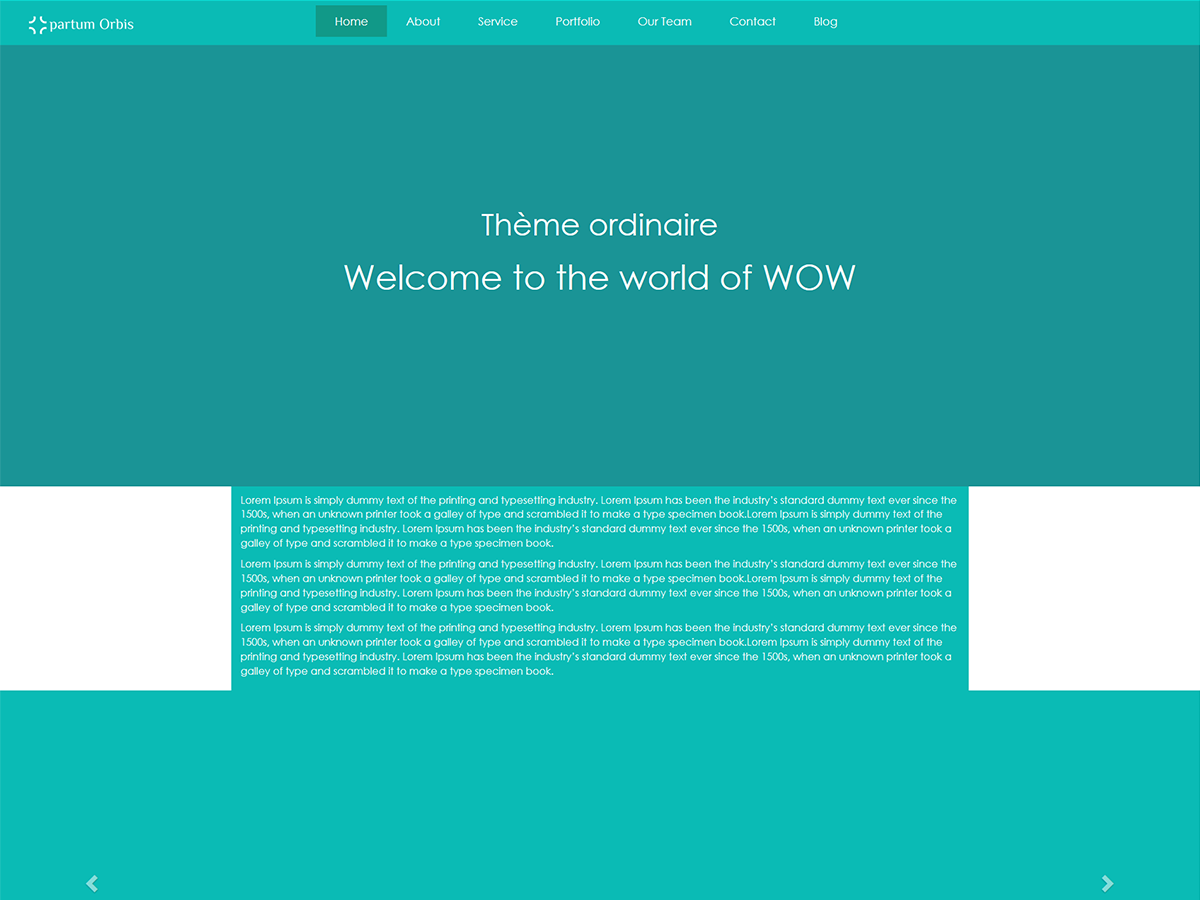 partum Orbis
Home About Service Portfolio Our Team Contact Blog
Thème ordinaire
Welcome to the world of WOW
Lorem Ipsum is simply dummy text of the printing and typesetting industry. Lorem Ipsum has been the industry's standard dummy text ever since the
1500s, when an unknown printer took a galley of type and scrambled it to make a type specimen book.Lorem Ipsum is simply dummy text of the
printing and typesetting industry. Lorem Ipsum has been the industry's standard dummy text ever since the 1500s, when an unknown printer took a
galley of type and scrambled it to make a type specimen book.
Lorem Ipsum is simply dummy text of the printing and typesetting industry. Lorem Ipsum has been the industry's standard dummy text ever since the
1500s, when an unknown printer took a galley of type and scrambled it to make a type specimen book.Lorem Ipsum is simply dummy text of the
printing and typesetting industry. Lorem Ipsum has been the industry's standard dummy text ever since the 1500s, when an unknown printer took a
galley of type and scrambled it to make a type specimen book.
Lorem Ipsum is simply dummy text of the printing and typesetting industry. Lorem Ipsum has been the industry's standard dummy text ever since the
1500s, when an unknown printer took a galley of type and scrambled it to make a type specimen book.Lorem Ipsum is simply dummy text of the
printing and typesetting industry. Lorem Ipsum has been the industry's standard dummy text ever since the 1500s, when an unknown printer took a
galley of type and scrambled it to make a type specimen book.